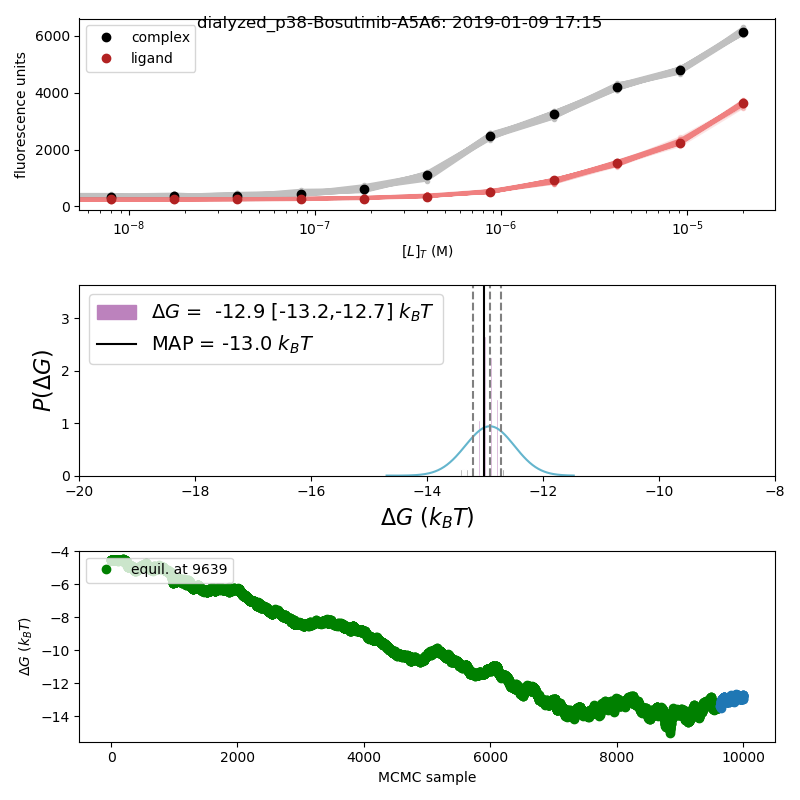 dialyzed_p38-Bosutinib-A5A6: 2019-01-09 17:15
complex
ligand
fluorescence units
6000
4000
2000
0
10⁻⁸ 10⁻⁷ 10⁻⁶ 10⁻⁵
[L]_T (M)
ΔG = -12.9 [-13.2,-12.7] k_BT
MAP = -13.0 k_BT
P(ΔG)
3
2
1
0
−20 −18 −16 −14 −12 −10 −8
ΔG (k_BT)
equil. at 9639
ΔG (k_BT)
−4
−6
−8
−10
−12
−14
0 2000 4000 6000 8000 10000
MCMC sample